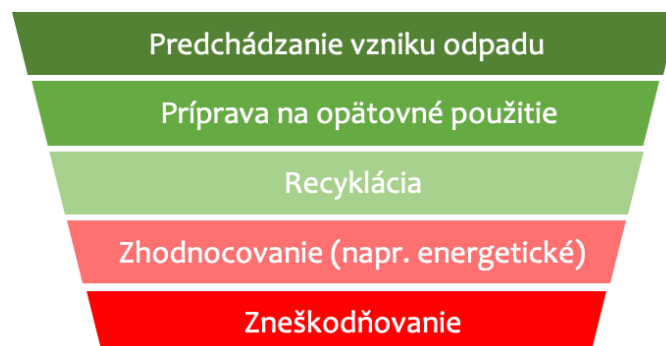 Predchádzanie vzniku odpadu
Príprava na opätovné použitie
Recyklácia
Zhodnocovanie (napr. energetické)
Zneškodňovanie